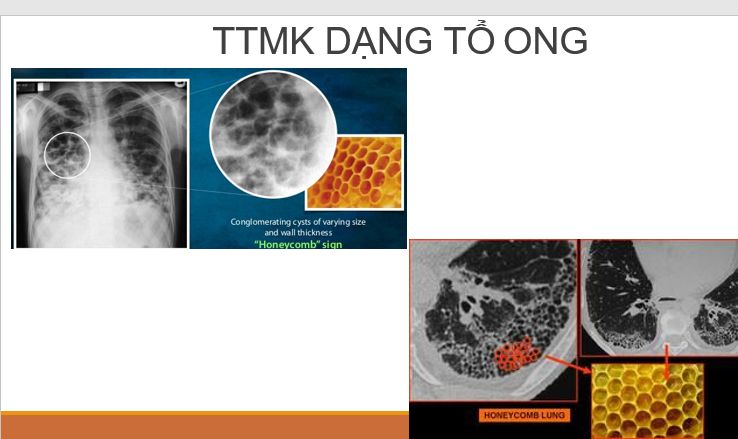 TTMK DẠNG TỔ ONG
Conglomerating cysts of varying size
and wall thickness
“Honeycomb” sign
HONEYCOMB LUNG